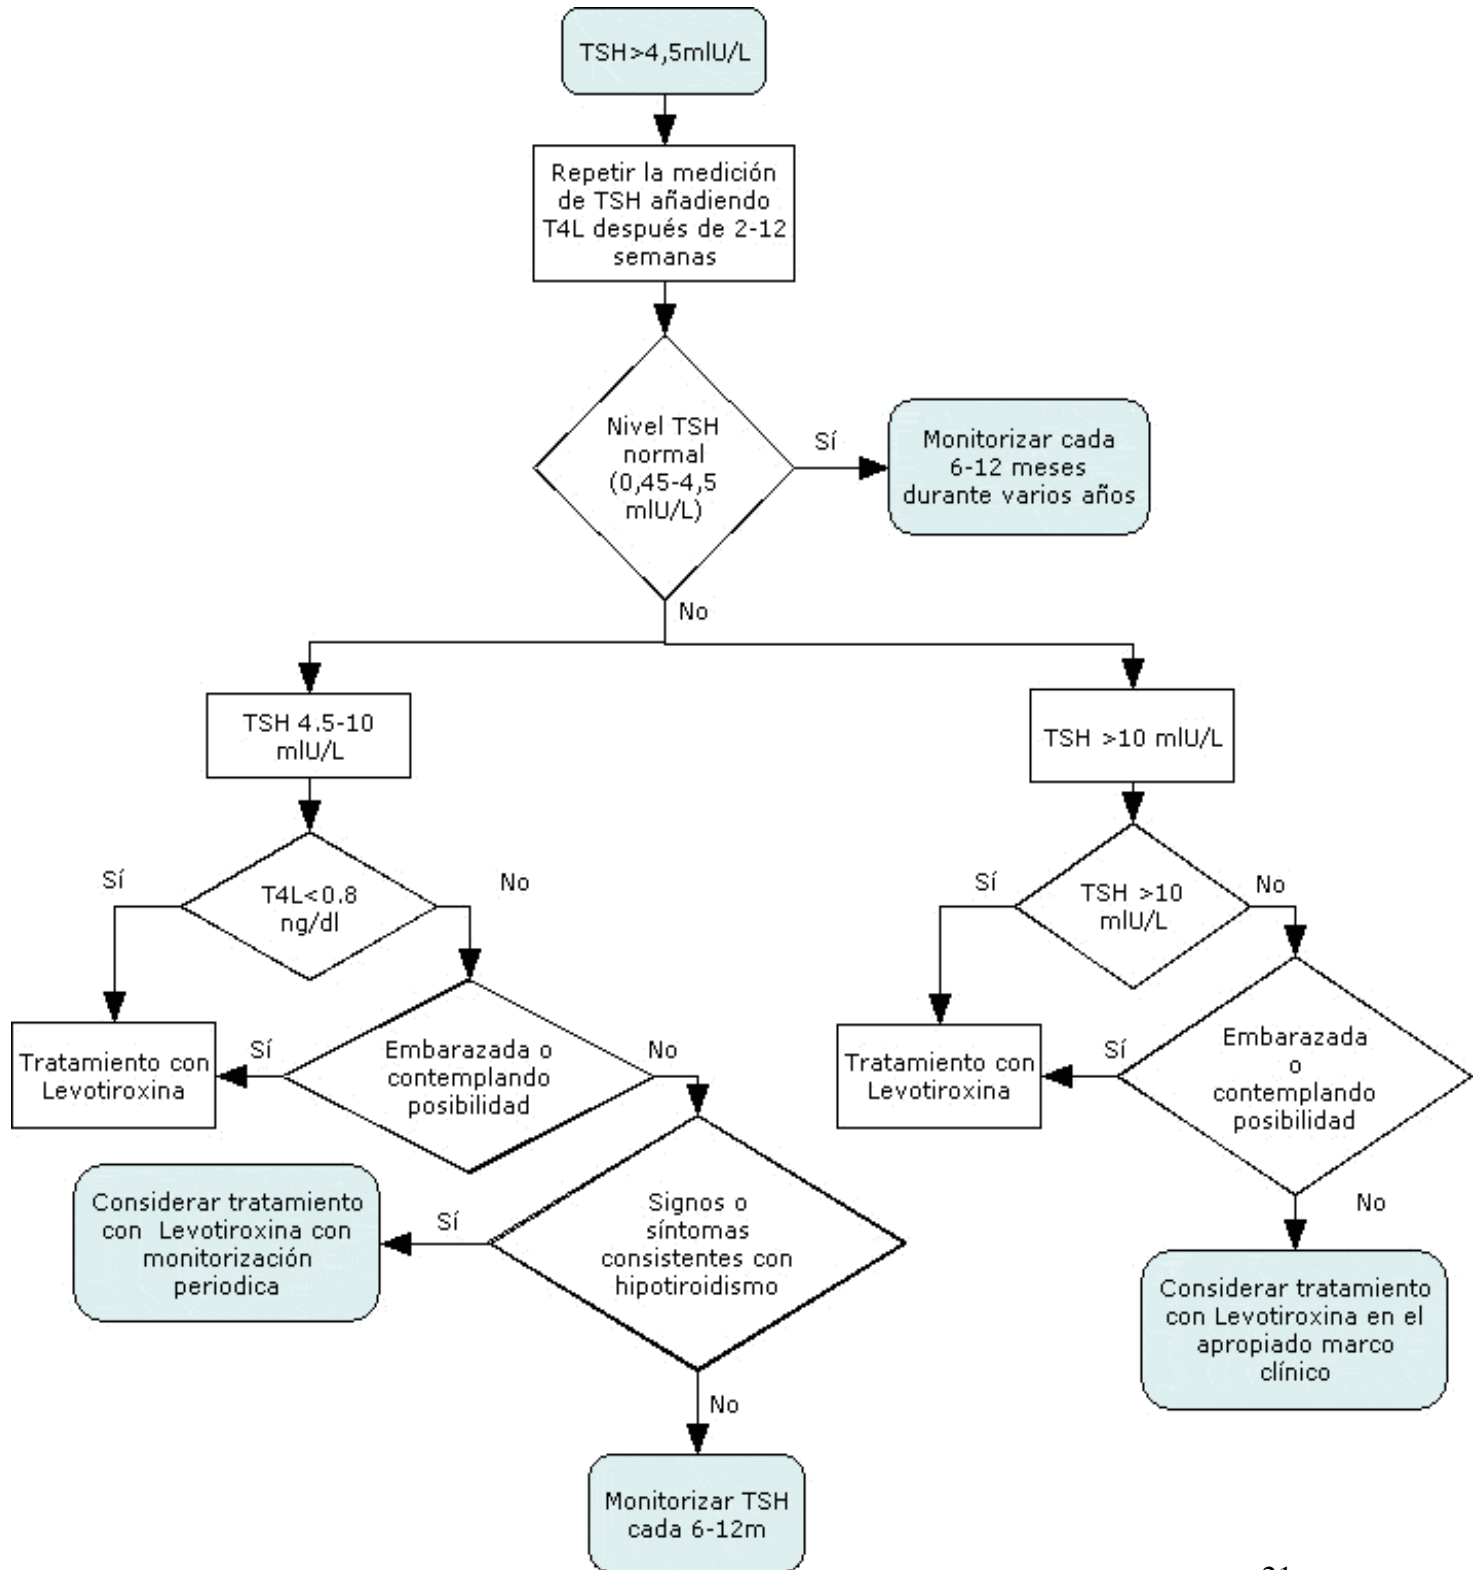 TSH>4,5mlU/L
Repetir la medición
de TSH añadiendo
T4L después de 2-12
semanas
Nivel TSH
normal
(0,45-4,5
mlU/L)
Sí
Monitorizar cada
6-12 meses
durante varios años
No
TSH 4.5-10
mlU/L
TSH >10 mlU/L
Sí
T4L<0.8
ng/dl
No
Sí
TSH >10
mlU/L
No
Tratamiento con
Levotiroxina
Sí
Embarazada o
contemplando
posibilidad
No
Tratamiento con
Levotiroxina
Sí
Embarazada
o
contemplando
posibilidad
Considerar tratamiento
con Levotiroxina con
monitorización
periodica
Sí
Signos o
síntomas
consistentes con
hipotiroidismo
No
Considerar tratamiento
con Levotiroxina en el
apropiado marco
clínico
No
Monitorizar TSH
cada 6-12m